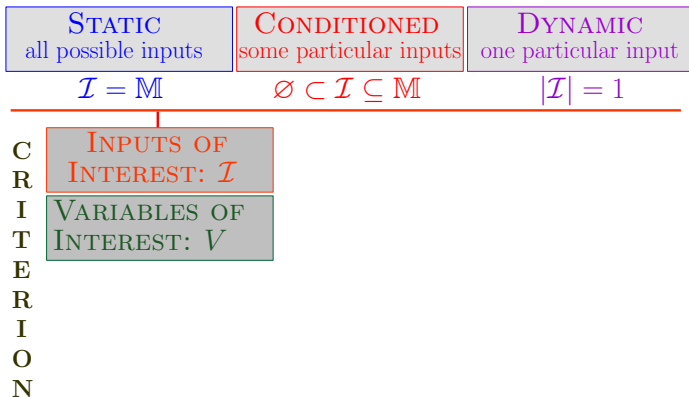 STATIC
all possible inputs
CONDITIONED
some particular inputs
DYNAMIC
one particular input
ℐ = 𝕄
∅ ⊂ ℐ ⊆ 𝕄
|ℐ| = 1
CRITERION
INPUTS OF
INTEREST: ℐ
VARIABLES OF
INTEREST: V